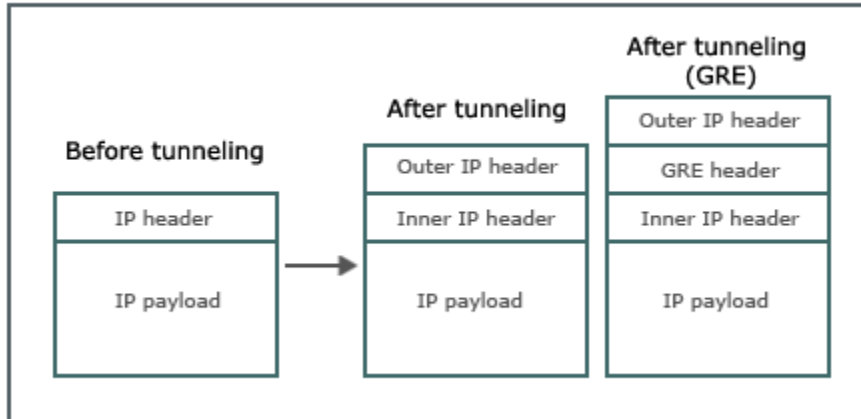 Before tunneling
IP header
IP payload
After tunneling
Outer IP header
Inner IP header
IP payload
After tunneling
(GRE)
Outer IP header
GRE header
Inner IP header
IP payload